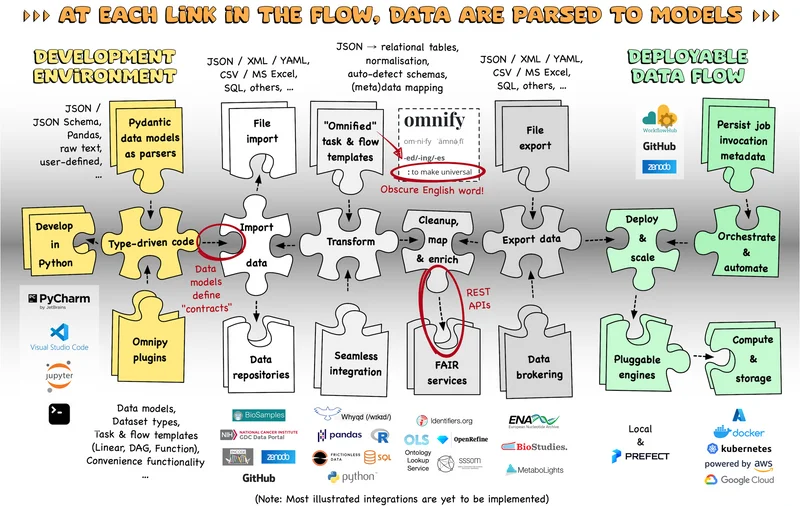 AT EACH LINK IN THE FLOW, DATA ARE PARSED TO MODELS
DEVELOPMENT
ENVIRONMENT
JSON /
JSON Schema,
Pandas,
raw text,
user-defined,
...
Pydantic
data models
as parsers
JSON / XML / YAML,
CSV / MS Excel,
SQL, others, ...
File
import
JSON → relational tables,
normalisation,
auto-detect schemas,
(meta)data mapping
"Omnified"
task & flow
templates
omnify
om·ni·fy ˈämnəˌfī
-ed/-ing/-es
: to make universal
Obscure English word!
JSON / XML / YAML,
CSV / MS Excel,
SQL, others, ...
File
export
DEPLOYABLE
DATA FLOW
WorkflowHub
GitHub
zenodo
Persist job
invocation
metadata
Develop
in
Python
Type-driven code
Import
data
Transform
Cleanup,
map
& enrich
Export data
Deploy
&
scale
Orchestrate
&
automate
Data
models
define
"contracts"
REST
APIs
PyCharm
by JetBrains
Visual Studio Code
jupyter
Omnipy
plugins
Data
repositories
Seamless
integration
FAIR
services
Data
brokering
Pluggable
engines
Compute
&
storage
Data models,
Dataset types,
Task & flow templates
(Linear, DAG, Function),
Convenience functionality
...
BioSamples
NIH NATIONAL CANCER INSTITUTE
GDC Data Portal
zenodo
GitHub
Whyqd (/wɪkɪd/)
pandas
R
FRICTIONLESS
DATA
SQL
python
Identifiers.org
OLS
Ontology
Lookup
Service
OpenRefine
sssom
ENA
European Nucleotide Archive
BioStudies.
MetaboLights
Local
&
PREFECT
docker
kubernetes
powered by aws
Google Cloud
(Note: Most illustrated integrations are yet to be implemented)